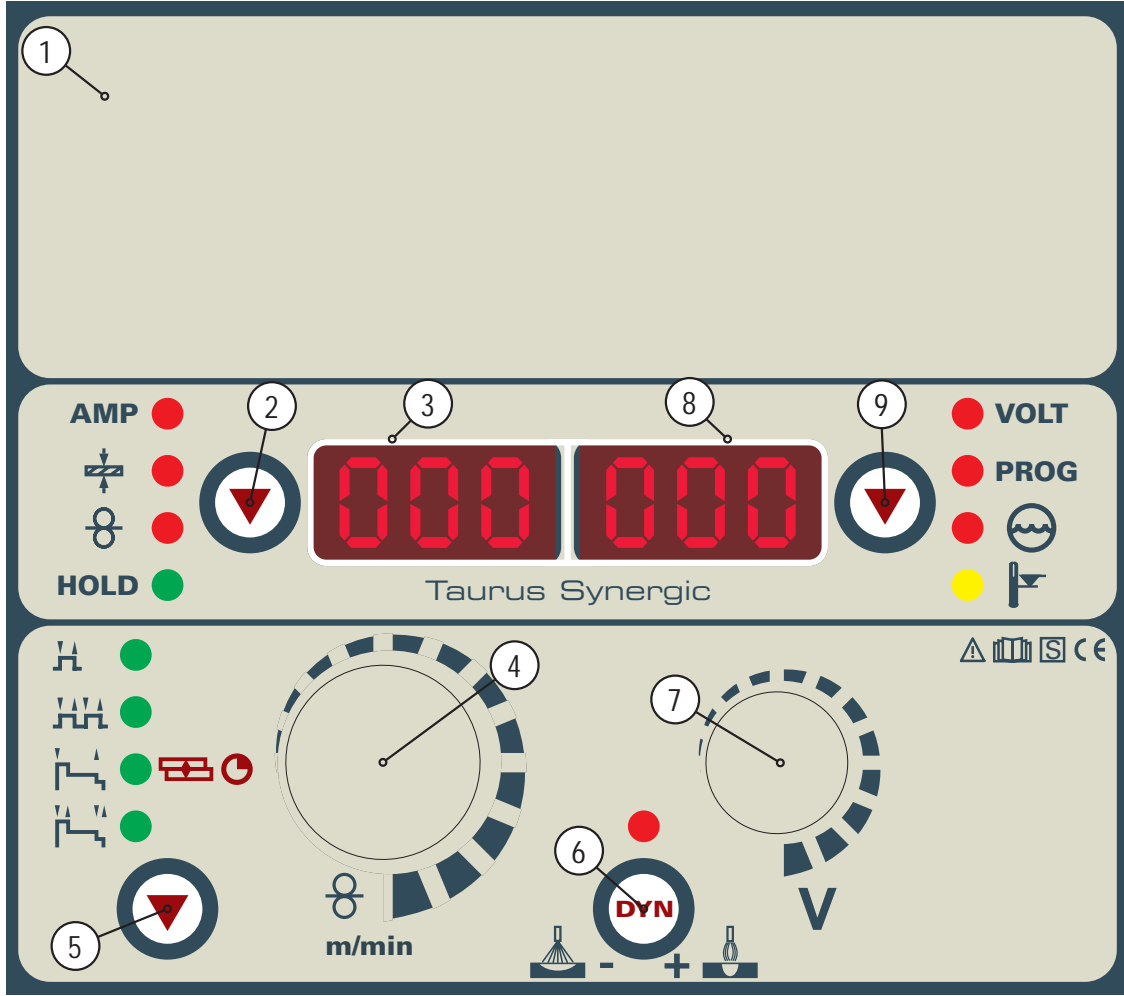 1
2
3
8
9
AMP
000
000
VOLT
PROG
HOLD
Taurus Synergic
4
7
S CE
6
DYN
5
m/min
- +
V